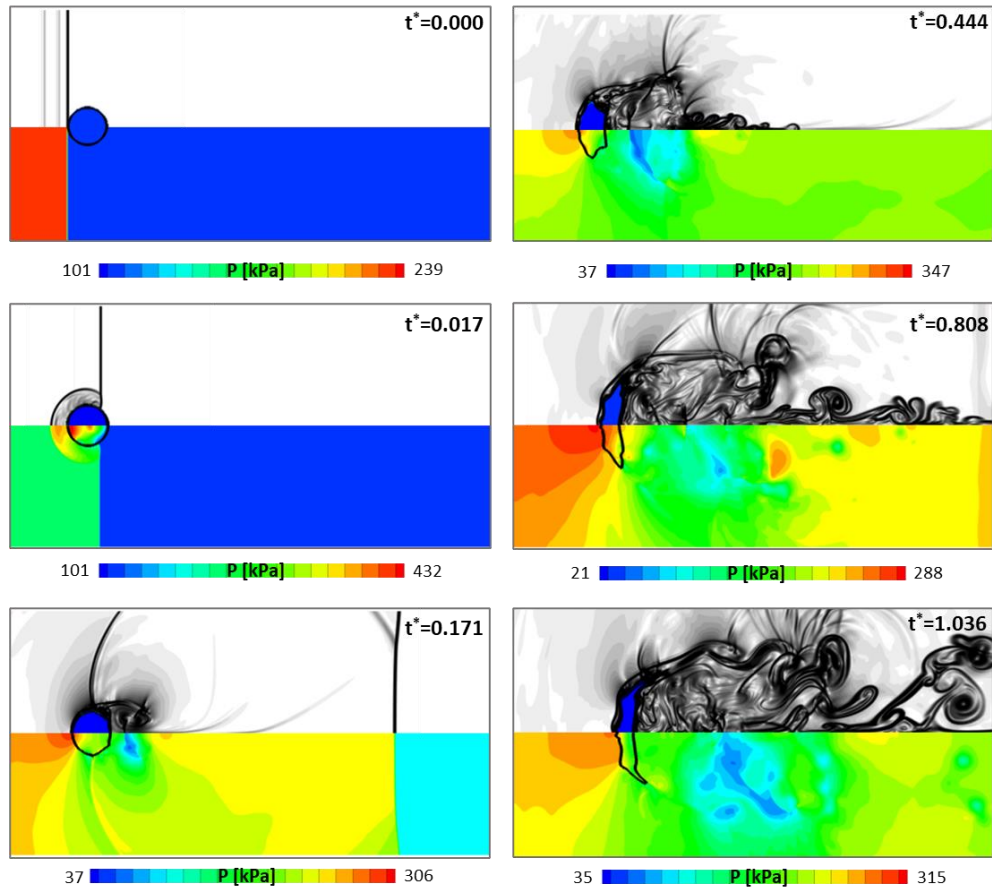 t*=0.000
101 P [kPa] 239
t*=0.017
101 P [kPa] 432
t*=0.171
37 P [kPa] 306
t*=0.444
37 P [kPa] 347
t*=0.808
21 P [kPa] 288
t*=1.036
35 P [kPa] 315